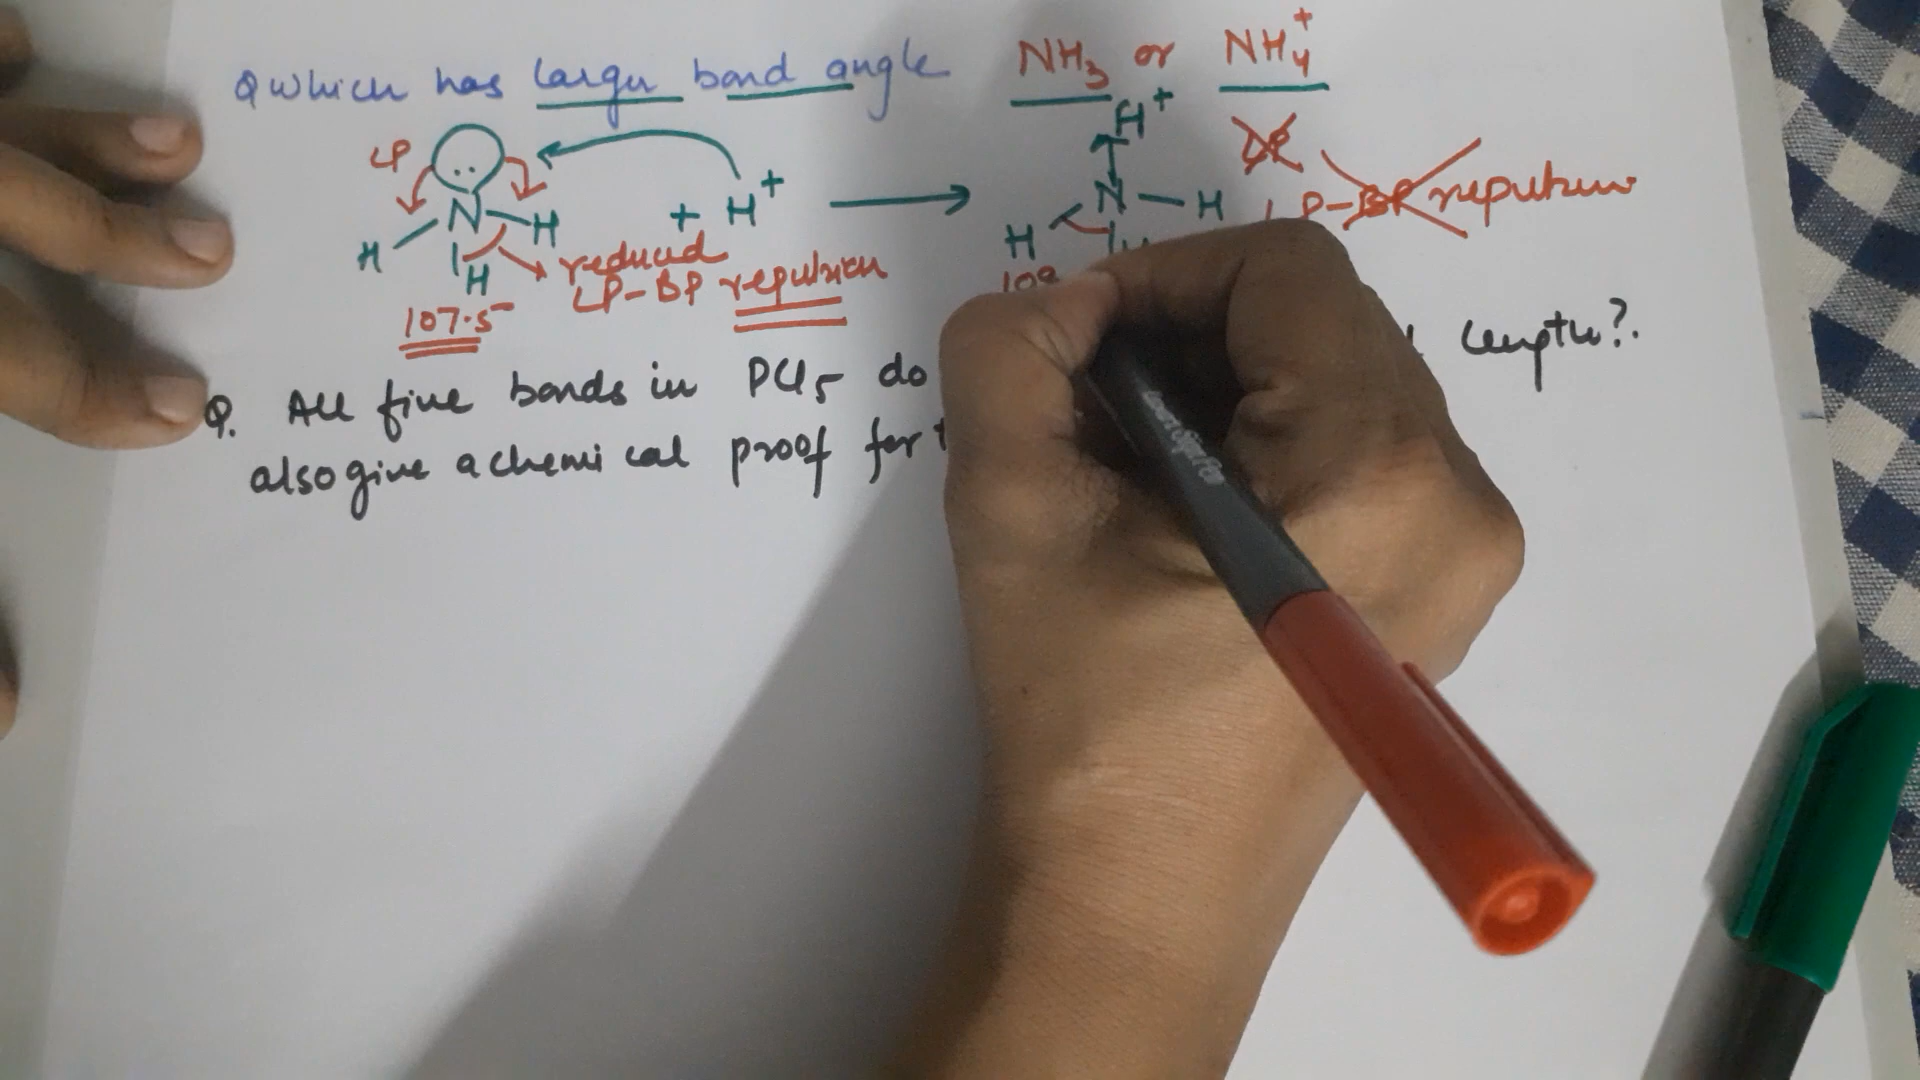 Q Which has larger bond angle NH3 or NH4+
LP
: N H H H
+ H+
reduced
LP-BP repulsion
107.5
H+
N H H
LP-BP repulsion
109
Q. All five bonds in PCl5 do length?.
also give a chemical proof for